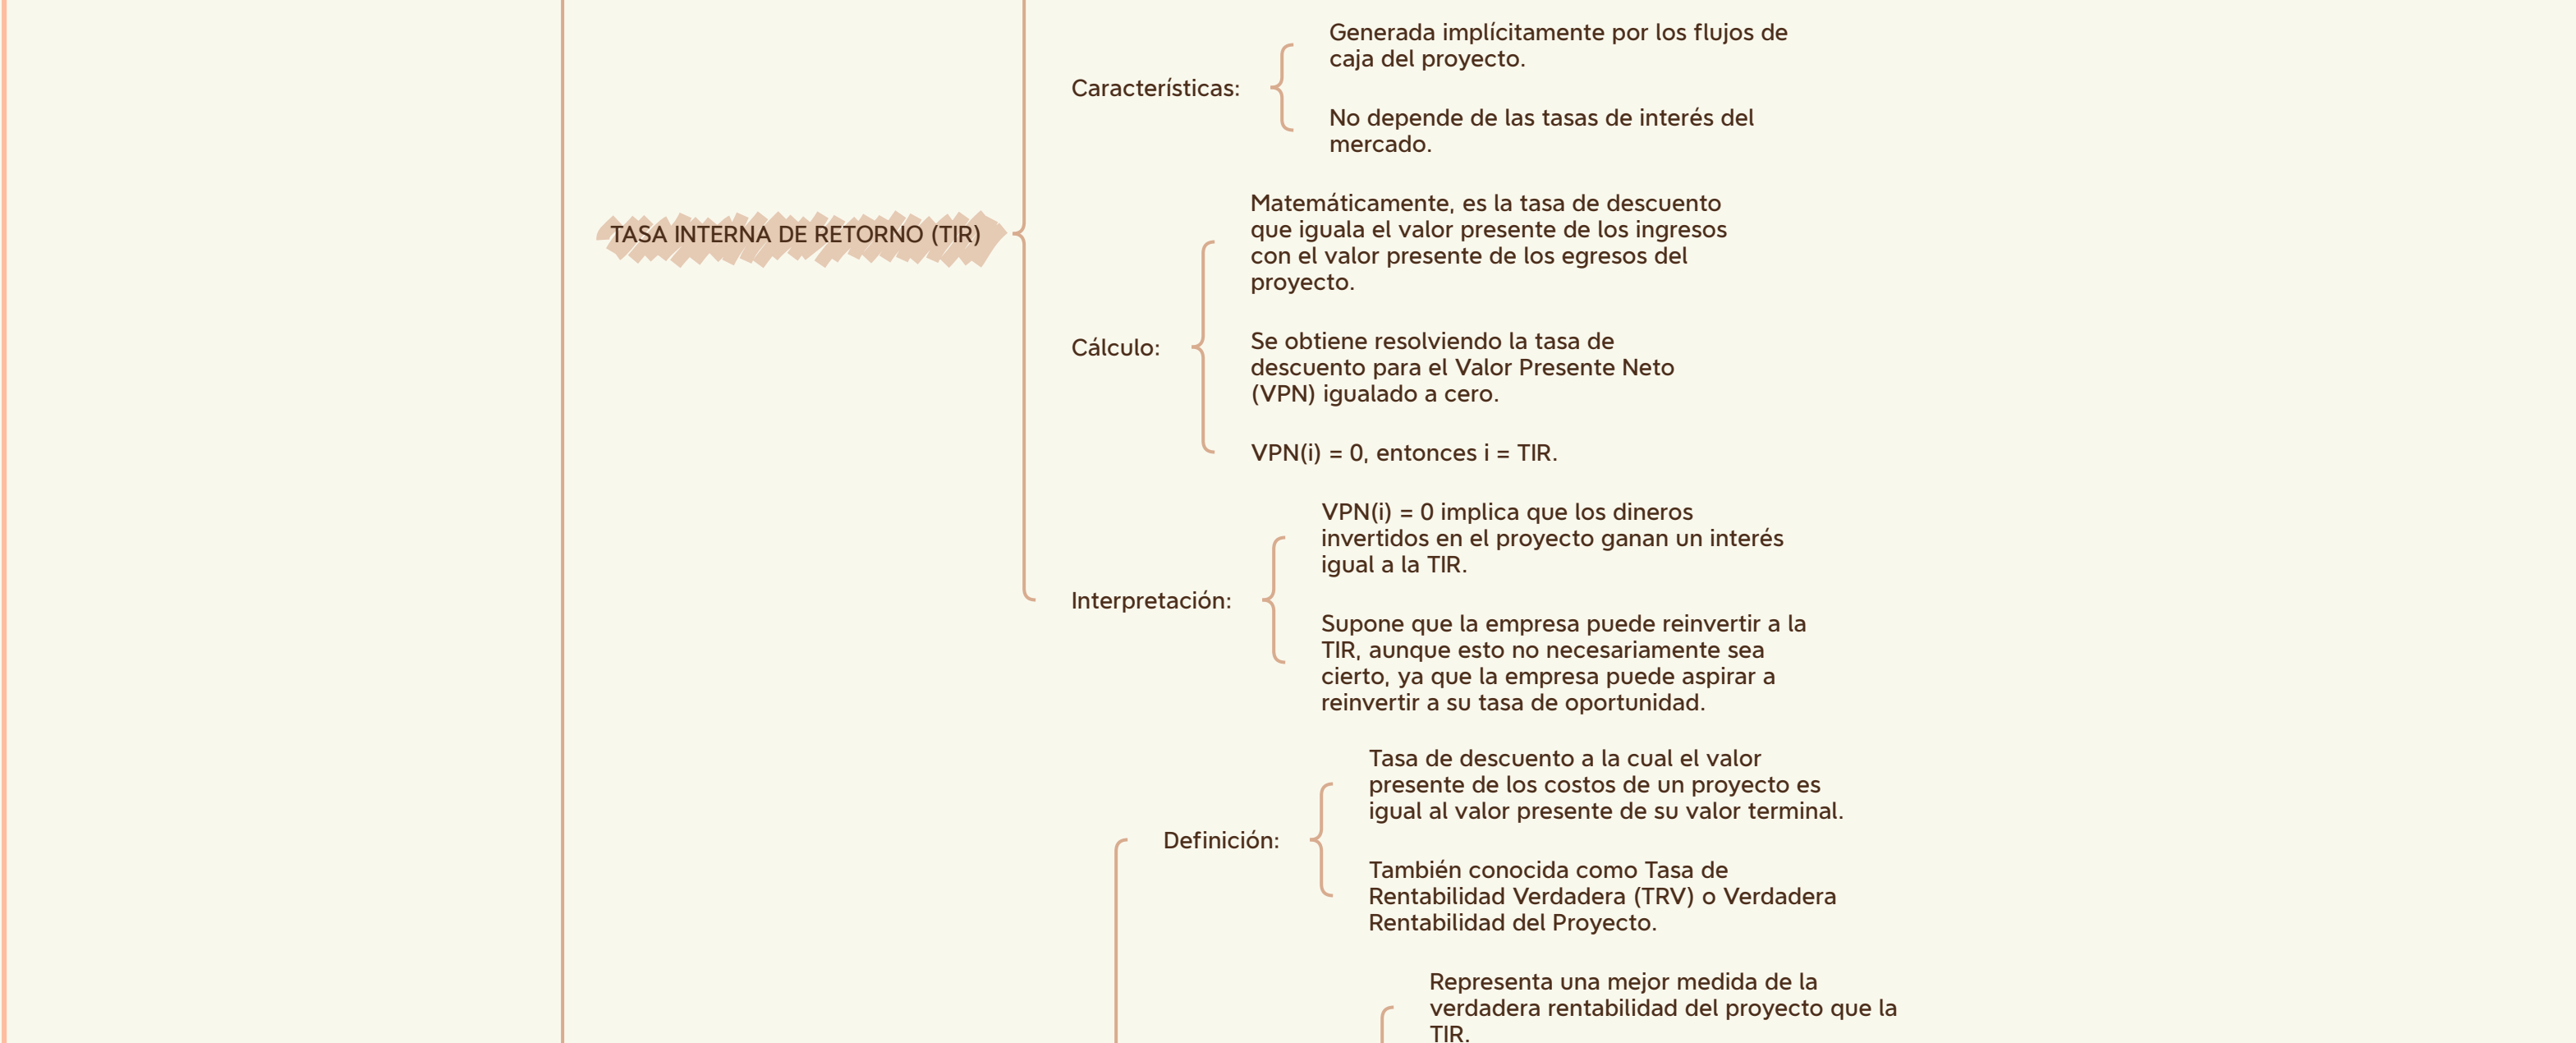 Generada implícitamente por los flujos de
caja del proyecto.
Características:
No depende de las tasas de interés del
mercado.
TASA INTERNA DE RETORNO (TIR)
Matemáticamente, es la tasa de descuento
que iguala el valor presente de los ingresos
con el valor presente de los egresos del
proyecto.
Cálculo:
Se obtiene resolviendo la tasa de
descuento para el Valor Presente Neto
(VPN) igualado a cero.
VPN(i) = 0, entonces i = TIR.
VPN(i) = 0 implica que los dineros
invertidos en el proyecto ganan un interés
igual a la TIR.
Interpretación:
Supone que la empresa puede reinvertir a la
TIR, aunque esto no necesariamente sea
cierto, ya que la empresa puede aspirar a
reinvertir a su tasa de oportunidad.
Tasa de descuento a la cual el valor
presente de los costos de un proyecto es
igual al valor presente de su valor terminal.
Definición:
También conocida como Tasa de
Rentabilidad Verdadera (TRV) o Verdadera
Rentabilidad del Proyecto.
Representa una mejor medida de la
verdadera rentabilidad del proyecto que la
TIR.